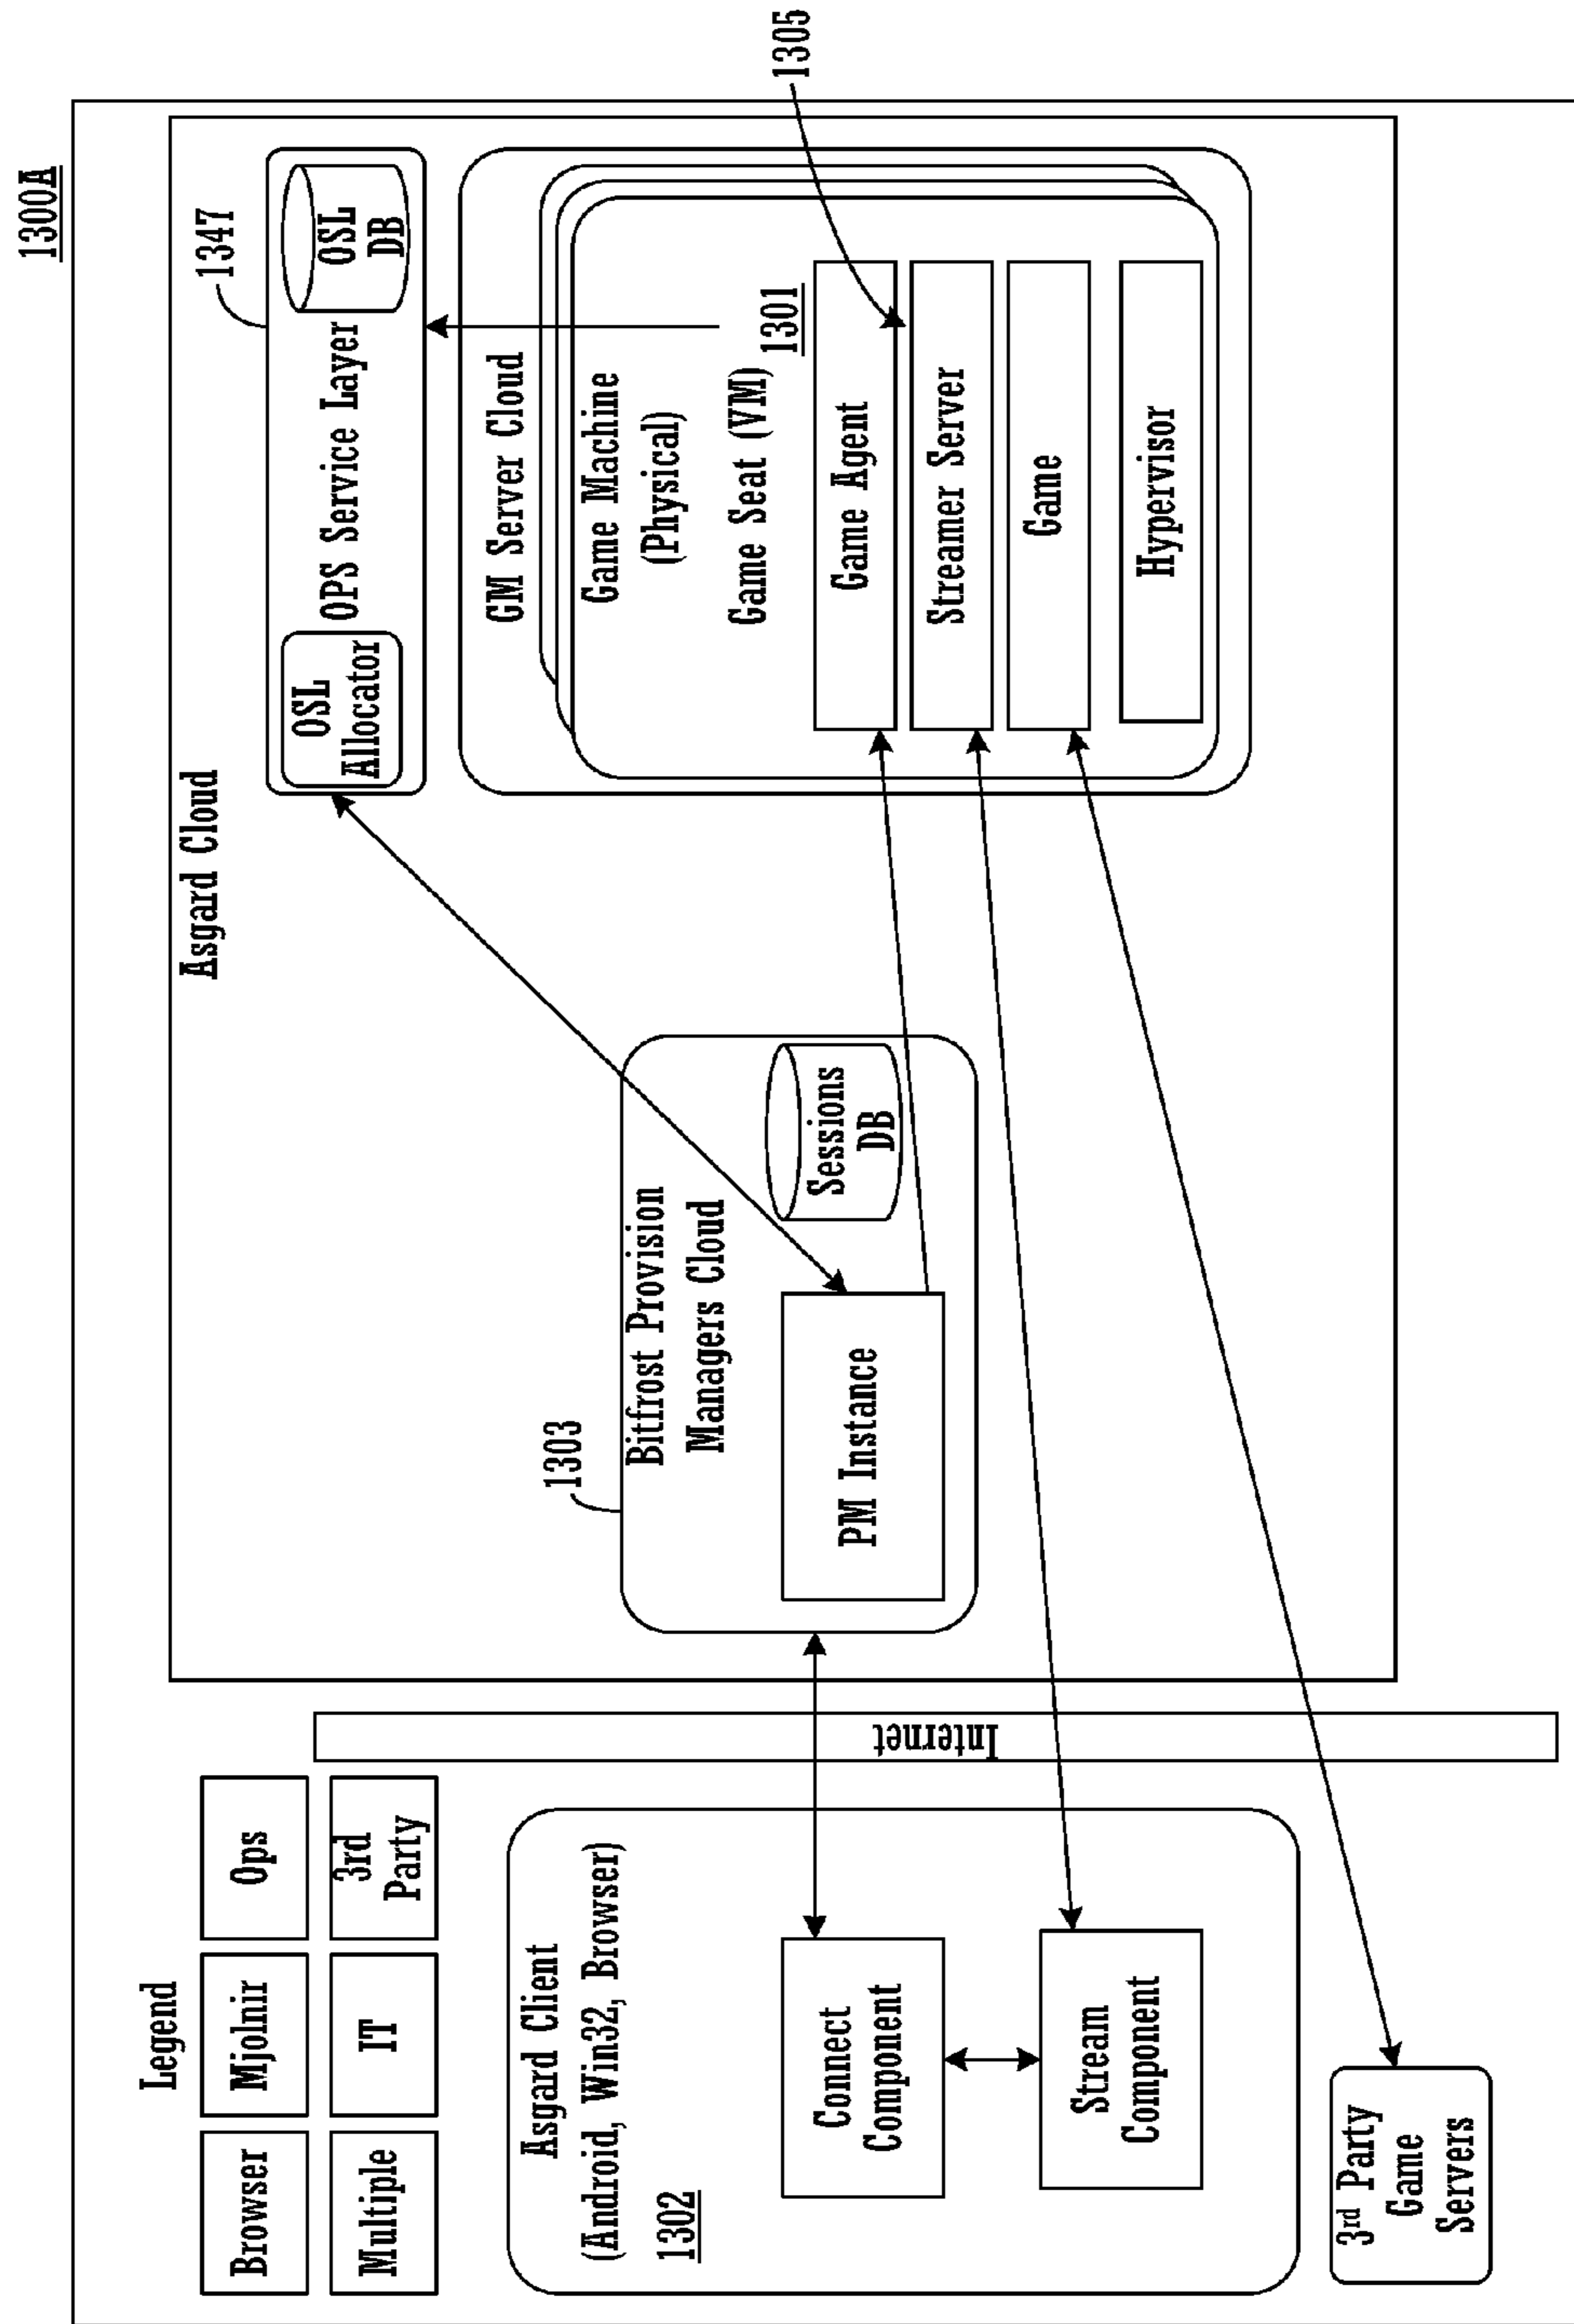 1300A
Legend
Browser
Mjolnir
Ops
Multiple
IT
3rd
Party
Asgard Client
(Android, Win32, Browser)
1302
Connect
Component
Stream
Component
3rd Party
Game
Servers
Internet
Asgard Cloud
1303
Bitfrost Provision
Managers Cloud
PM Instance
Sessions
DB
1347
OSL
Allocator
OPS Service Layer
OSL
DB
GM Server Cloud
Game Machine
(Physical)
Game Seat (VM)
1301
Game Agent
Streamer Server
Game
Hypervisor
1305